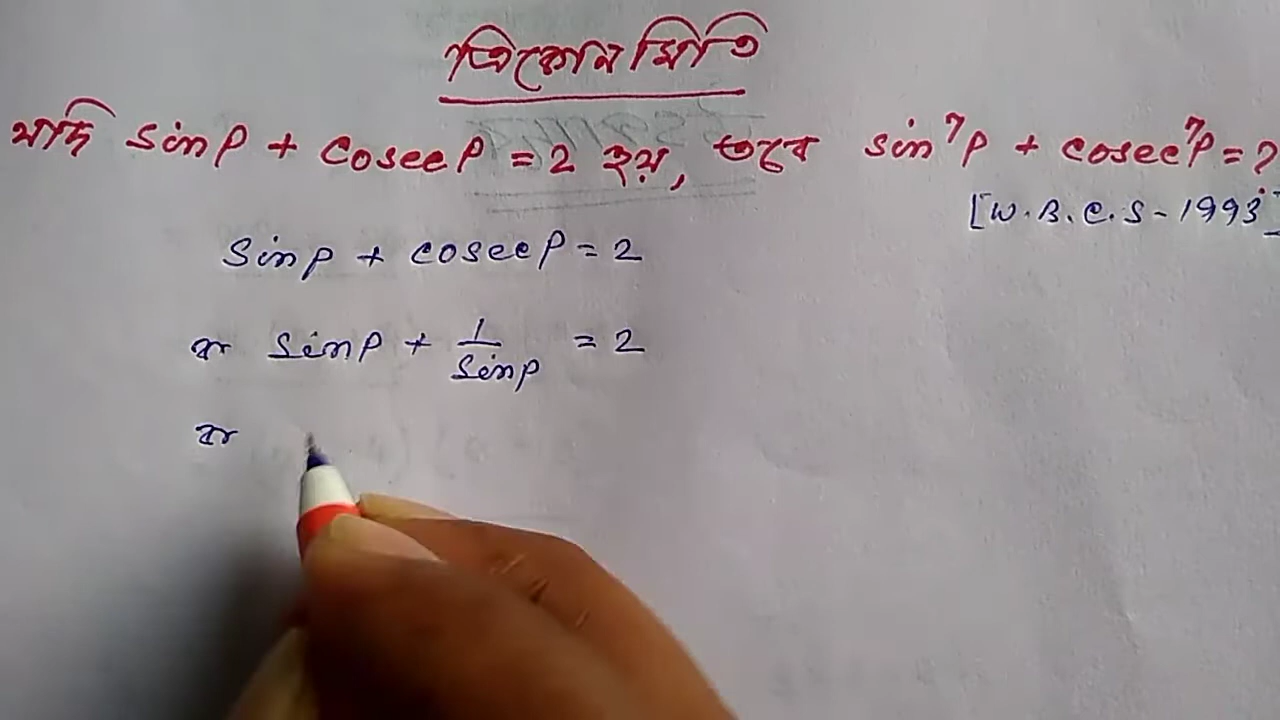 ত্রিকোনমিতি
যদি sinP + cosecP = 2 হয়, তবে sin⁷P + cosec⁷P = ?
[W.B.C.S - 1993]
sinP + cosecP = 2
বা sinP + 1/sinP = 2
বা